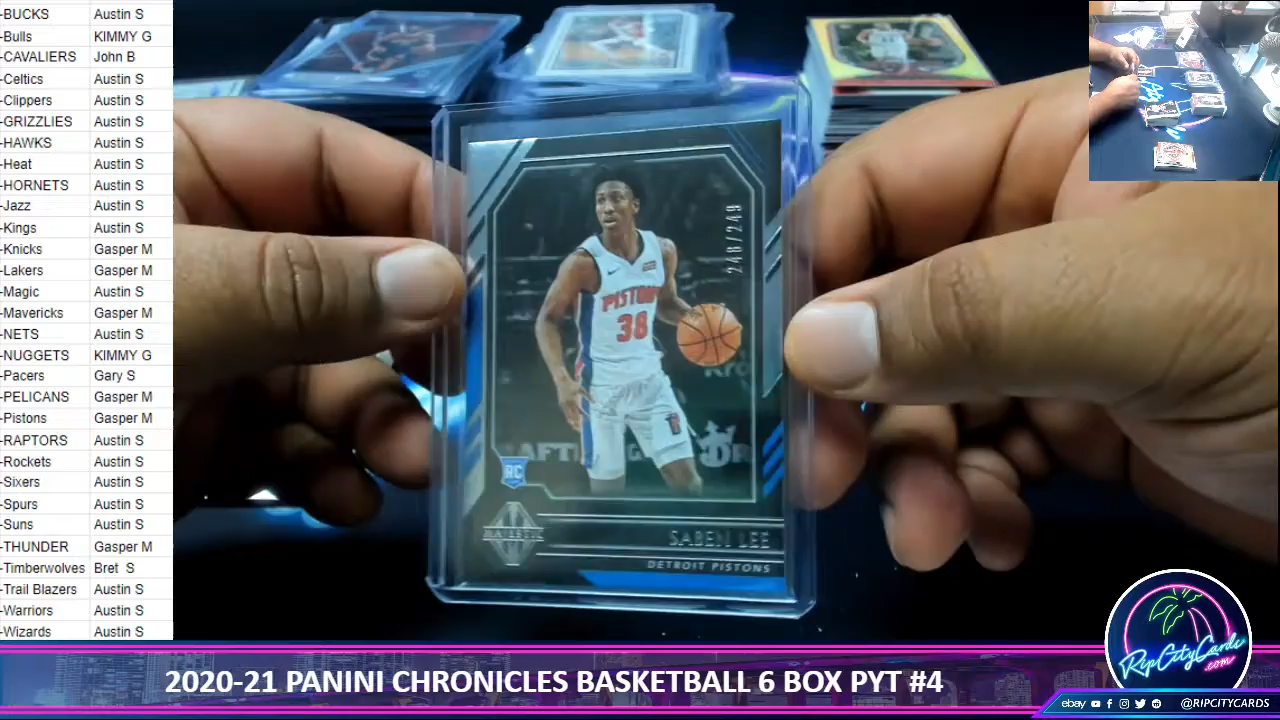 -BUCKS Austin S
-Bulls KIMMY G
-CAVALIERS John B
-Celtics Austin S
-Clippers Austin S
-GRIZZLIES Austin S
-HAWKS Austin S
-Heat Austin S
-HORNETS Austin S
-Jazz Austin S
-Kings Austin S
-Knicks Gasper M
-Lakers Gasper M
-Magic Austin S
-Mavericks Gasper M
-NETS Austin S
-NUGGETS KIMMY G
-Pacers Gary S
-PELICANS Gasper M
-Pistons Gasper M
-RAPTORS Austin S
-Rockets Austin S
-Sixers Austin S
-Spurs Austin S
-Suns Austin S
-THUNDER Gasper M
-Timberwolves Bret S
-Trail Blazers Austin S
-Warriors Austin S
-Wizards Austin S
248/249
PISTONS
38
RC
MAJESTIC
SABEN LEE
DETROIT PISTONS
RipCityCards
.com
2020-21 PANINI CHRONICLES BASKETBALL 6 BOX PYT #4
ebay @RIPCITYCARDS